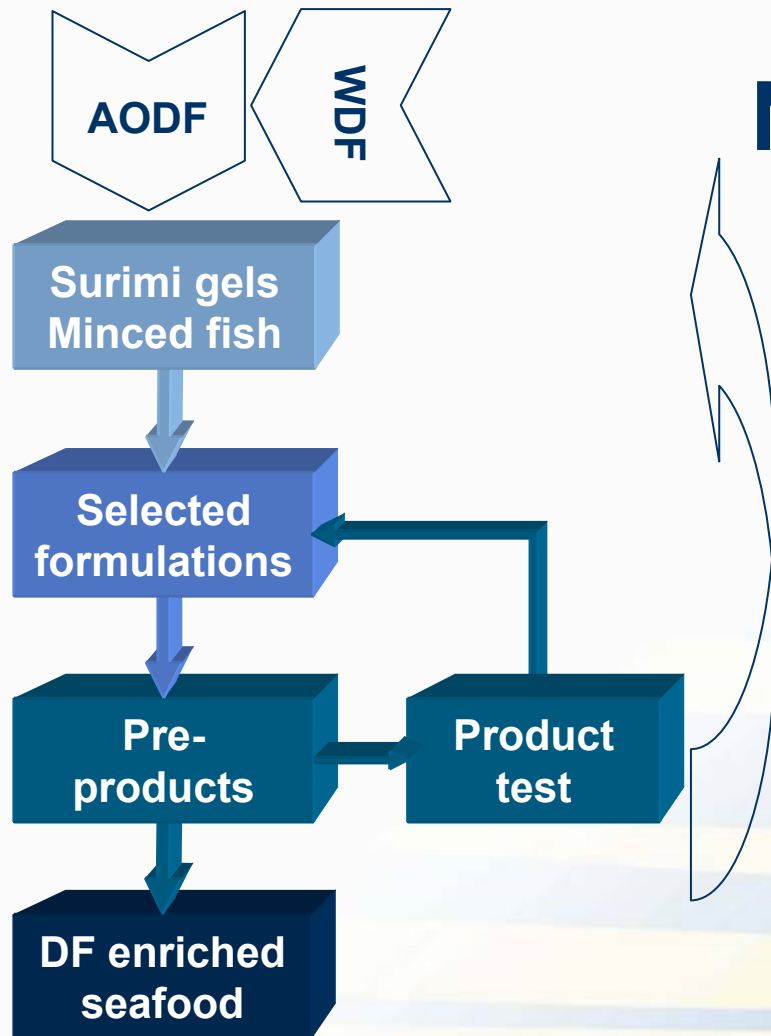 AODF
WDF
Surimi gels
Minced fish
Selected
formulations
Pre-
products
Product
test
DF enriched
seafood